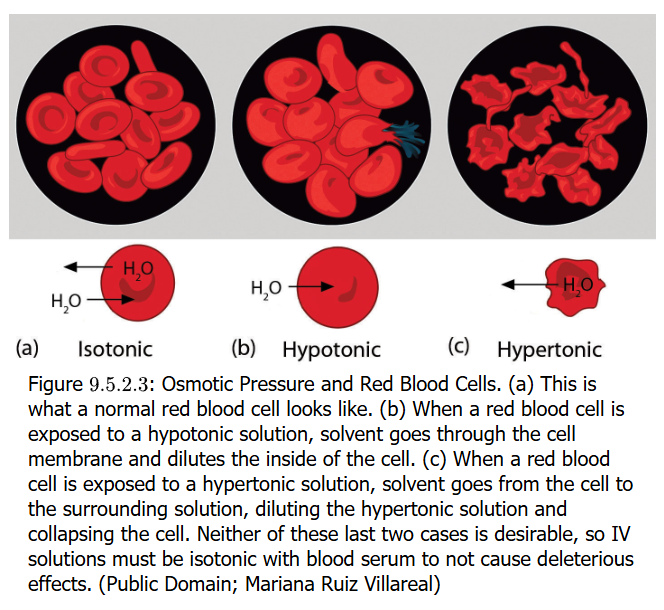 H₂O
H₂O
H₂O
H₂O
(a) Isotonic (b) Hypotonic (c) Hypertonic
Figure 9.5.2.3: Osmotic Pressure and Red Blood Cells. (a) This is
what a normal red blood cell looks like. (b) When a red blood cell is
exposed to a hypotonic solution, solvent goes through the cell
membrane and dilutes the inside of the cell. (c) When a red blood
cell is exposed to a hypertonic solution, solvent goes from the cell to
the surrounding solution, diluting the hypertonic solution and
collapsing the cell. Neither of these last two cases is desirable, so IV
solutions must be isotonic with blood serum to not cause deleterious
effects. (Public Domain; Mariana Ruiz Villareal)